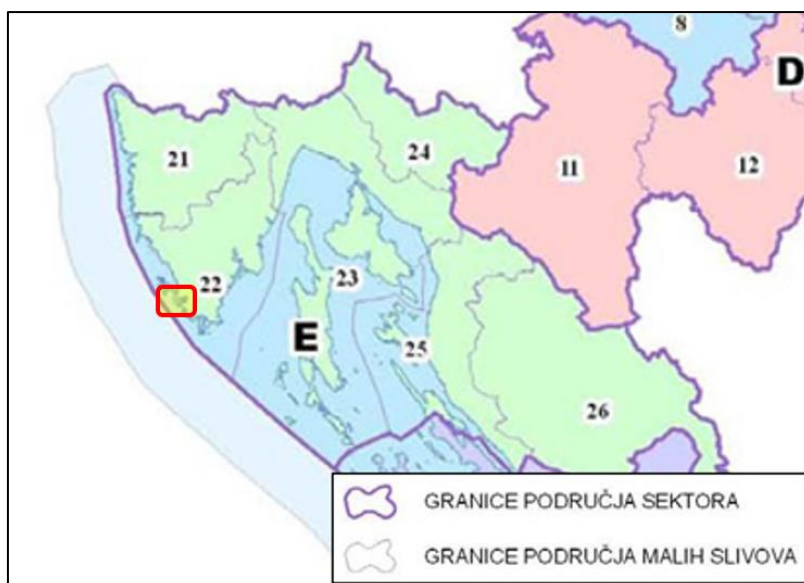 8
D
21
24
11
12
22
23
E
25
26
GRANICE PODRUČJA SEKTORA
GRANICE PODRUČJA MALIH SLIVOVA